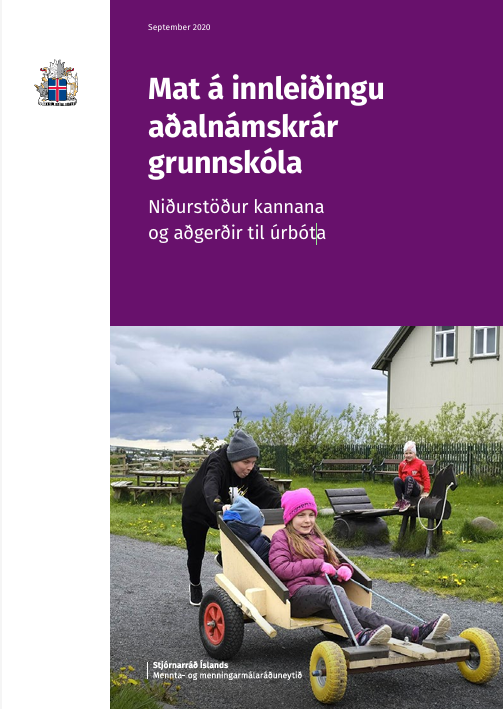 September 2020
Mat á innleiðingu
aðalnámskrár
grunnskóla
Niðurstöður kannana
og aðgerðir til úrbóta
Stjórnarráð Íslands
Mennta- og menningarmálaráðuneytið